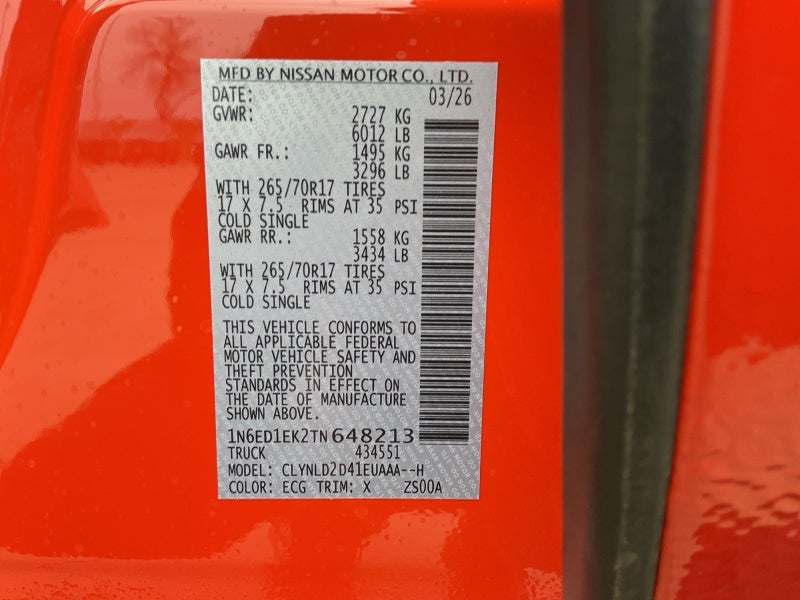 MFD BY NISSAN MOTOR CO., LTD.
DATE: 03/26
GVWR: 2727 KG
6012 LB
GAWR FR.: 1495 KG
3296 LB
WITH 265/70R17 TIRES
17 X 7.5 RIMS AT 35 PSI
COLD SINGLE
GAWR RR.: 1558 KG
3434 LB
WITH 265/70R17 TIRES
17 X 7.5 RIMS AT 35 PSI
COLD SINGLE
THIS VEHICLE CONFORMS TO
ALL APPLICABLE FEDERAL
MOTOR VEHICLE SAFETY AND
THEFT PREVENTION
STANDARDS IN EFFECT ON
THE DATE OF MANUFACTURE
SHOWN ABOVE.
1N6ED1EK2TN648213
TRUCK 434551
MODEL: CLYNLD2D41EUAAA--H
COLOR: ECG TRIM: X ZS00A